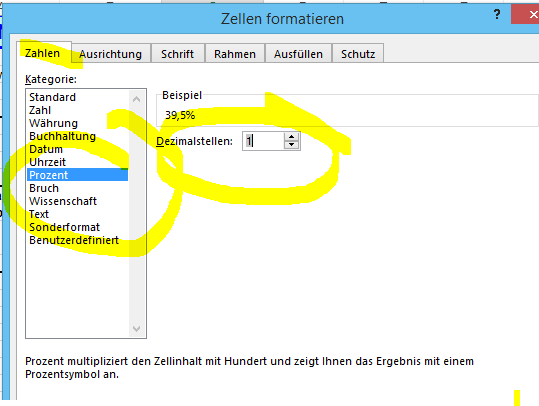 Zellen formatieren
?
Zahlen Ausrichtung Schrift Rahmen Ausfüllen Schutz
Kategorie:
Standard
Zahl
Währung
Buchhaltung
Datum
Uhrzeit
Prozent
Bruch
Wissenschaft
Text
Sonderformat
Benutzerdefiniert
Beispiel
39,5%
Dezimalstellen: 1
Prozent multipliziert den Zellinhalt mit Hundert und zeigt Ihnen das Ergebnis mit einem
Prozentsymbol an.